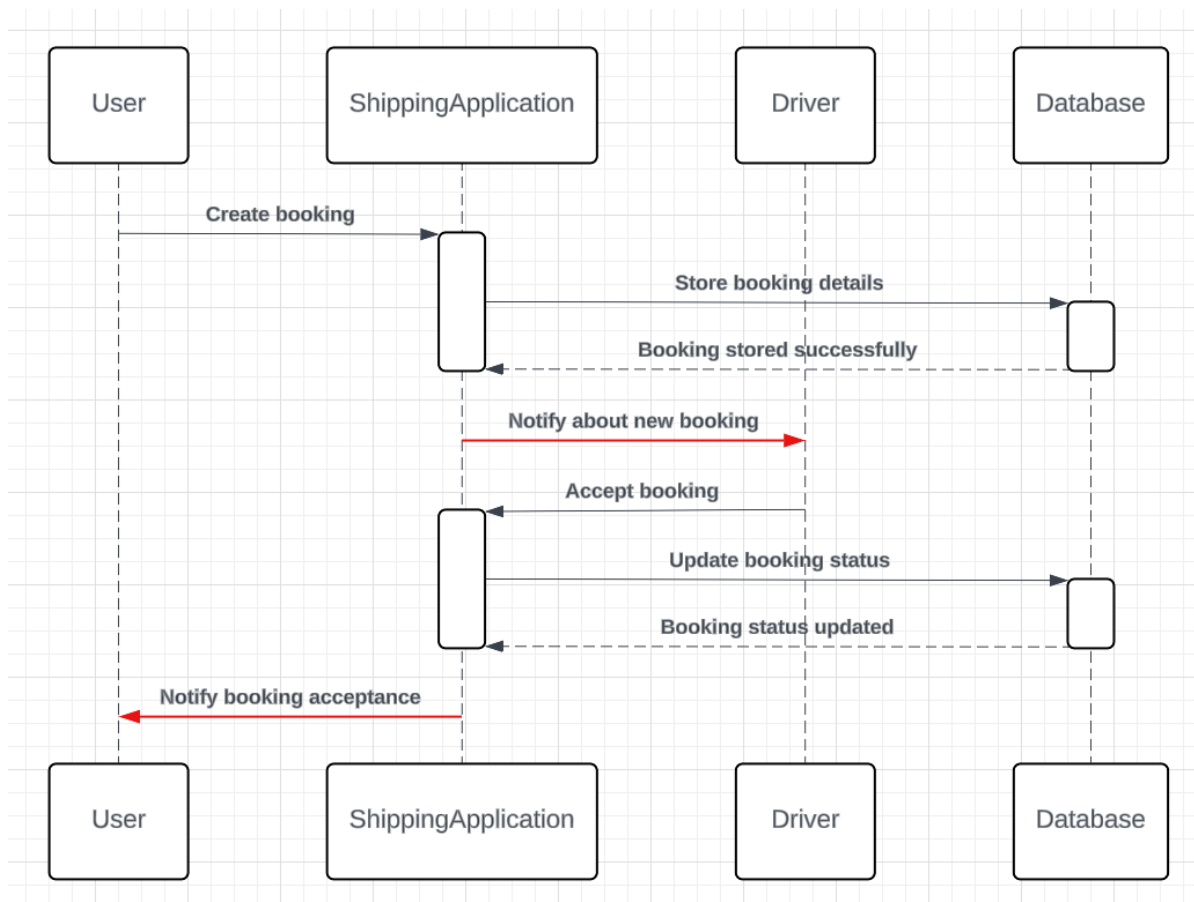 User
ShippingApplication
Driver
Database
Create booking
Store booking details
Booking stored successfully
Notify about new booking
Accept booking
Update booking status
Booking status updated
Notify booking acceptance
User
ShippingApplication
Driver
Database